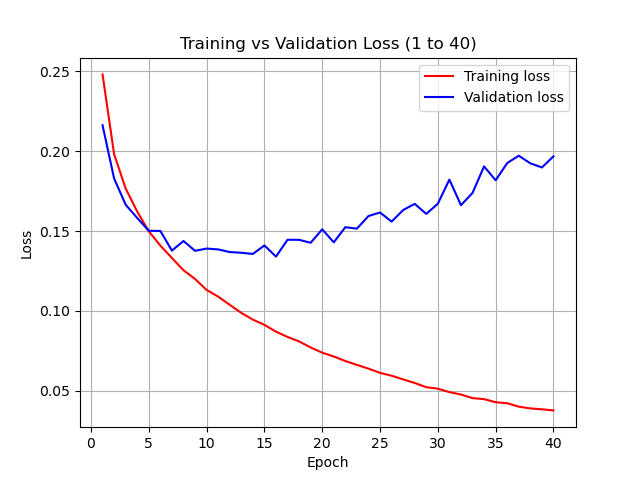 Training vs Validation Loss (1 to 40)
Training loss
Validation loss
0.25
0.20
0.15
0.10
0.05
Loss
0 5 10 15 20 25 30 35 40
Epoch